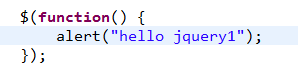 $(function() {
    alert("hello jquery1");
});